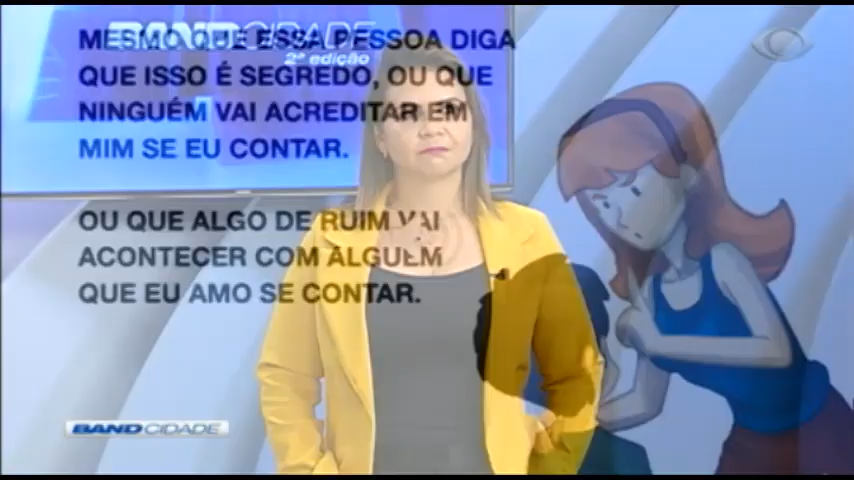 BAND CIDADE
2ª edição
MESMO QUE ESSA PESSOA DIGA
QUE ISSO É SEGREDO, OU QUE
NINGUÉM VAI ACREDITAR EM
MIM SE EU CONTAR.
OU QUE ALGO DE RUIM VAI
ACONTECER COM ALGUÉM
QUE EU AMO SE CONTAR.
BAND CIDADE